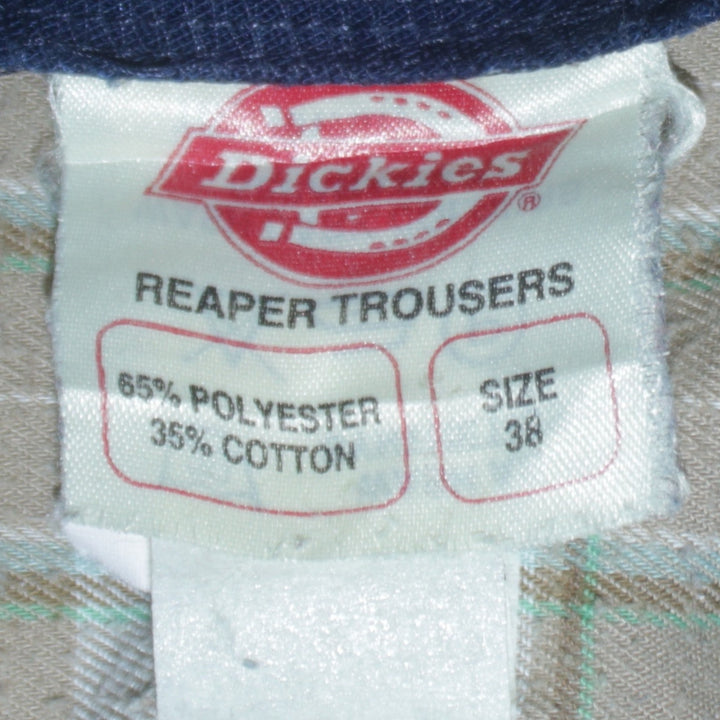 Dickies®
REAPER TROUSERS
65% POLYESTER
35% COTTON
SIZE
38